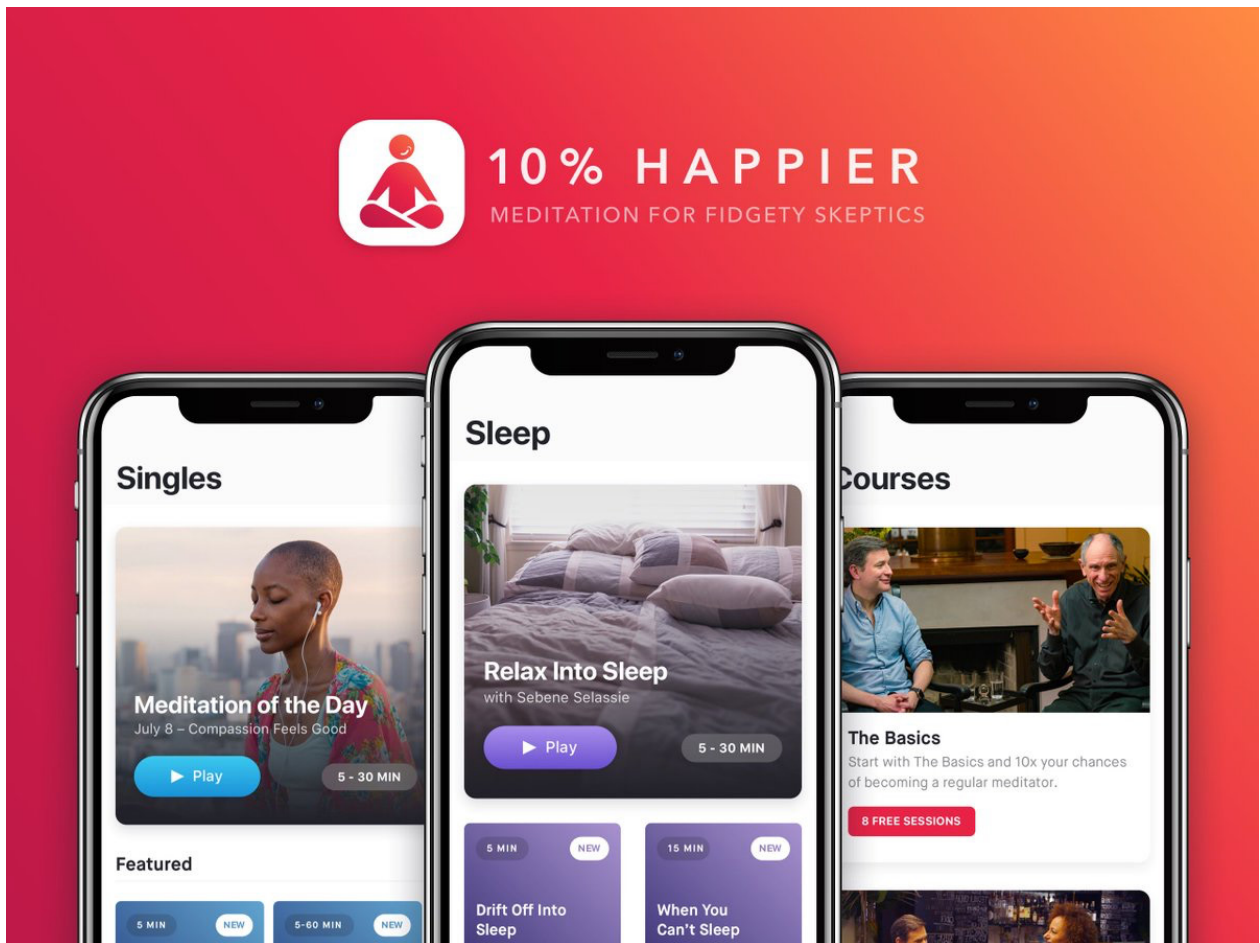 10% HAPPIER
MEDITATION FOR FIDGETY SKEPTICS
Singles
Meditation of the Day
July 8 – Compassion Feels Good
Play
5 - 30 MIN
Featured
5 MIN
NEW
5-60 MIN
NEW
Sleep
Relax Into Sleep
with Sebene Selassie
Play
5 - 30 MIN
5 MIN
NEW
Drift Off Into
Sleep
15 MIN
NEW
When You
Can't Sleep
Courses
The Basics
Start with The Basics and 10x your chances
of becoming a regular meditator.
8 FREE SESSIONS